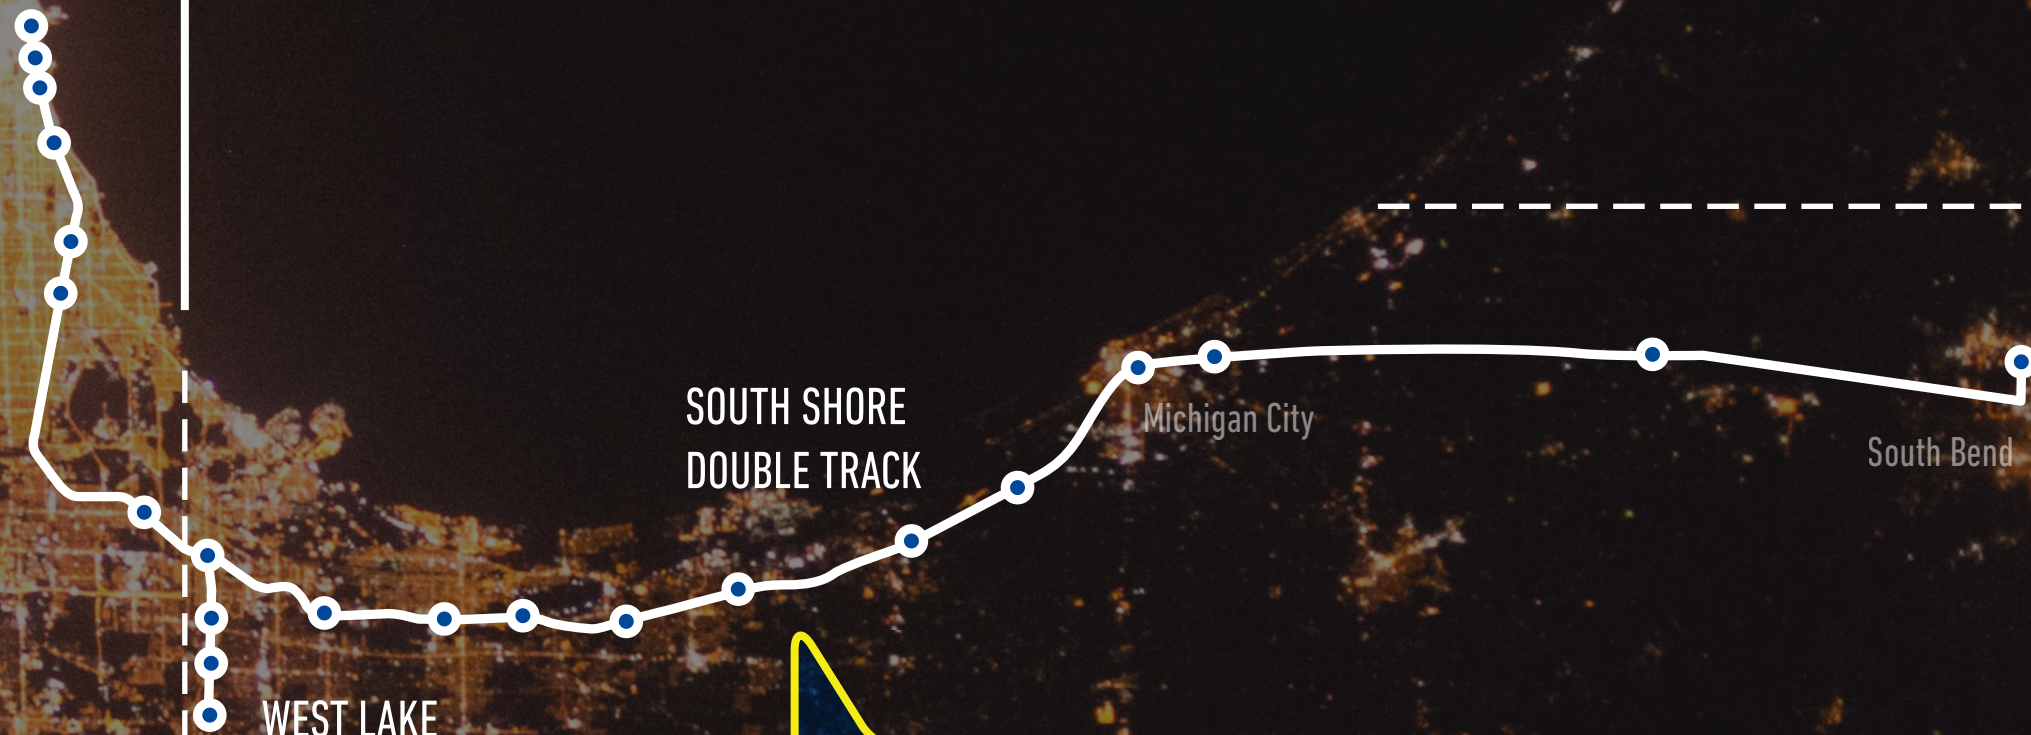 SOUTH SHORE
DOUBLE TRACK
Michigan City
South Bend
WEST LAKE